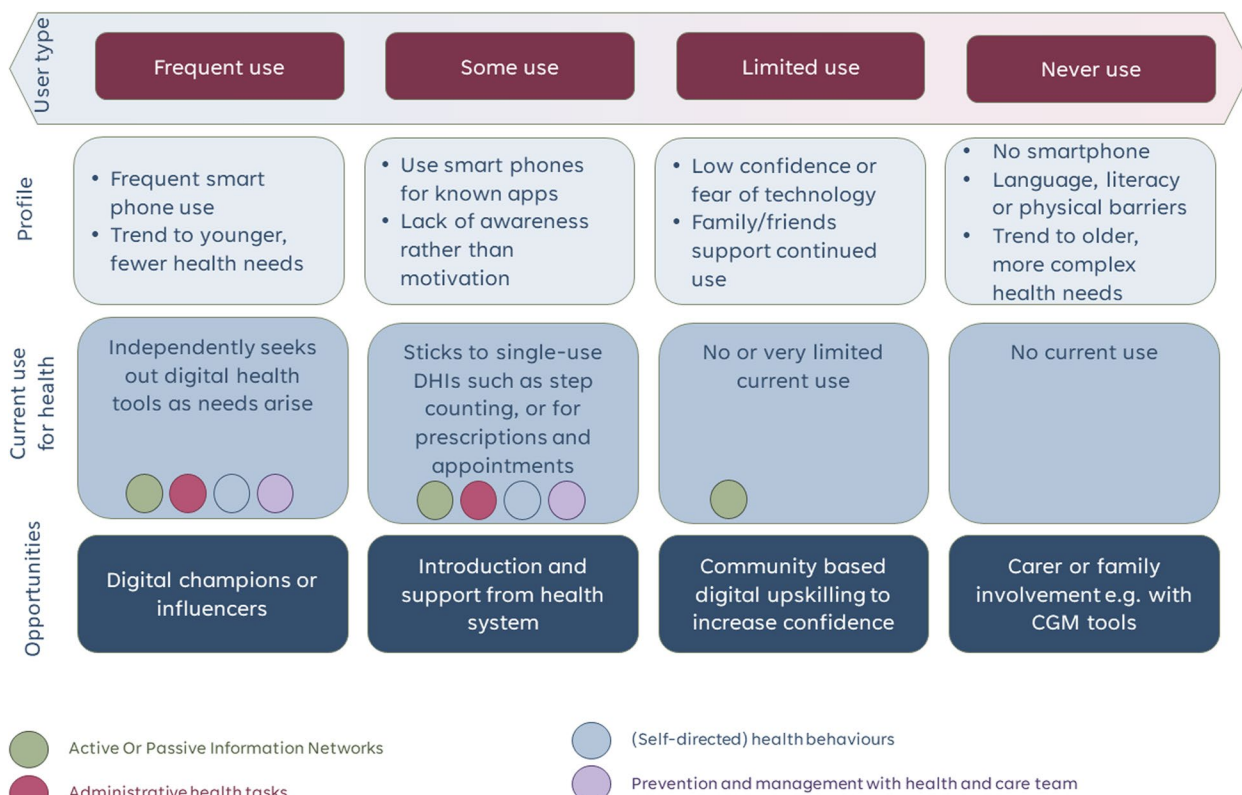 User type
Frequent use
Some use
Limited use
Never use
Profile
• Frequent smart
phone use
• Trend to younger,
fewer health needs
• Use smart phones
for known apps
• Lack of awareness
rather than
motivation
• Low confidence or
fear of technology
• Family/friends
support continued
use
• No smartphone
• Language, literacy
or physical barriers
• Trend to older,
more complex
health needs
Current use
for health
Independently seeks
out digital health
tools as needs arise
Sticks to single-use
DHIs such as step
counting, or for
prescriptions and
appointments
No or very limited
current use
No current use
Opportunities
Digital champions or
influencers
Introduction and
support from health
system
Community based
digital upskilling to
increase confidence
Carer or family
involvement e.g. with
CGM tools
Active Or Passive Information Networks
(Self-directed) health behaviours
Administrative health tasks
Prevention and management with health and care team